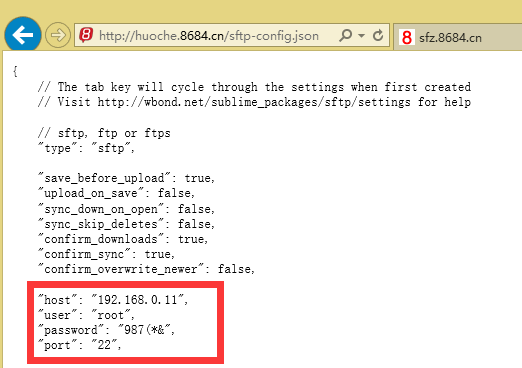 http://huoche.8684.cn/sftp-config.json
8 sfz.8684.cn
{
// The tab key will cycle through the settings when first created
// Visit http://wbond.net/sublime_packages/sftp/settings for help
// sftp, ftp or ftps
"type": "sftp",
"save_before_upload": true,
"upload_on_save": false,
"sync_down_on_open": false,
"sync_skip_deletes": false,
"confirm_downloads": true,
"confirm_sync": true,
"confirm_overwrite_newer": false,
"host": "192.168.0.11",
"user": "root",
"password": "987(*&",
"port": "22",